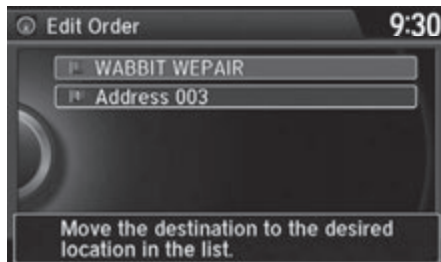 Edit Order
9:30
WABBIT WEPAIR
Address 003
Move the destination to the desired
location in the list.